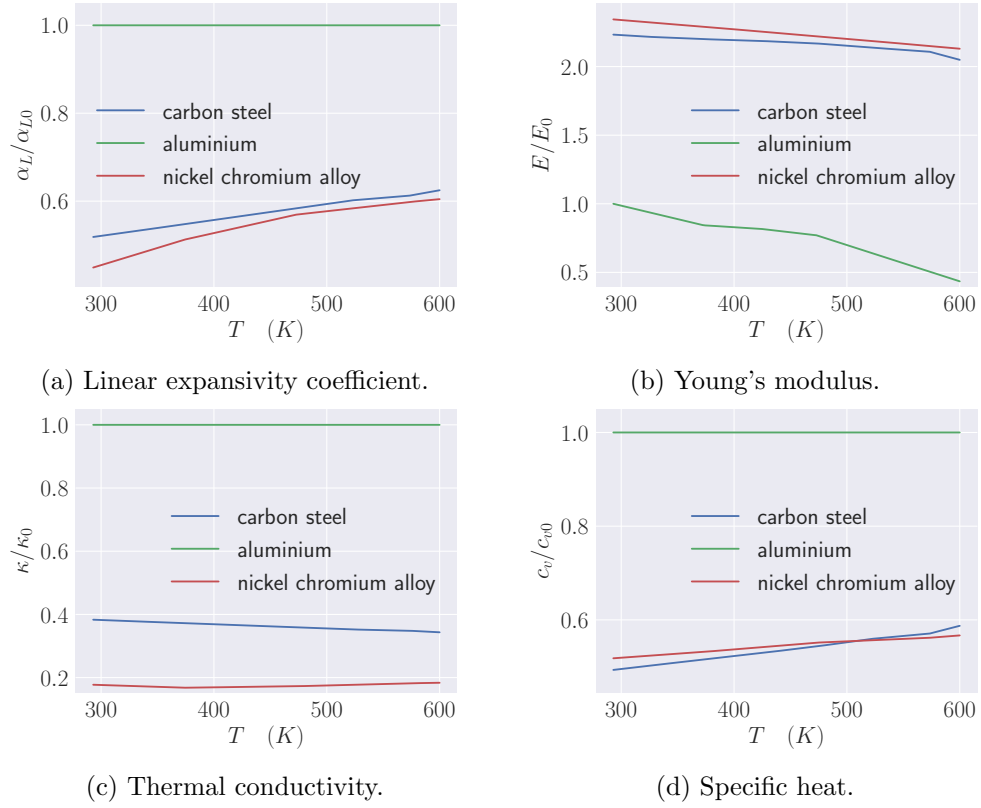 1.0
0.8
0.6
α_L/α_{L0}
carbon steel
aluminium
nickel chromium alloy
300 400 500 600
T (K)
(a) Linear expansivity coefficient.
2.0
1.5
1.0
0.5
E/E_0
carbon steel
aluminium
nickel chromium alloy
300 400 500 600
T (K)
(b) Young's modulus.
1.0
0.8
0.6
0.4
0.2
κ/κ_0
carbon steel
aluminium
nickel chromium alloy
300 400 500 600
T (K)
(c) Thermal conductivity.
1.0
0.8
0.6
c_v/c_{v0}
carbon steel
aluminium
nickel chromium alloy
300 400 500 600
T (K)
(d) Specific heat.